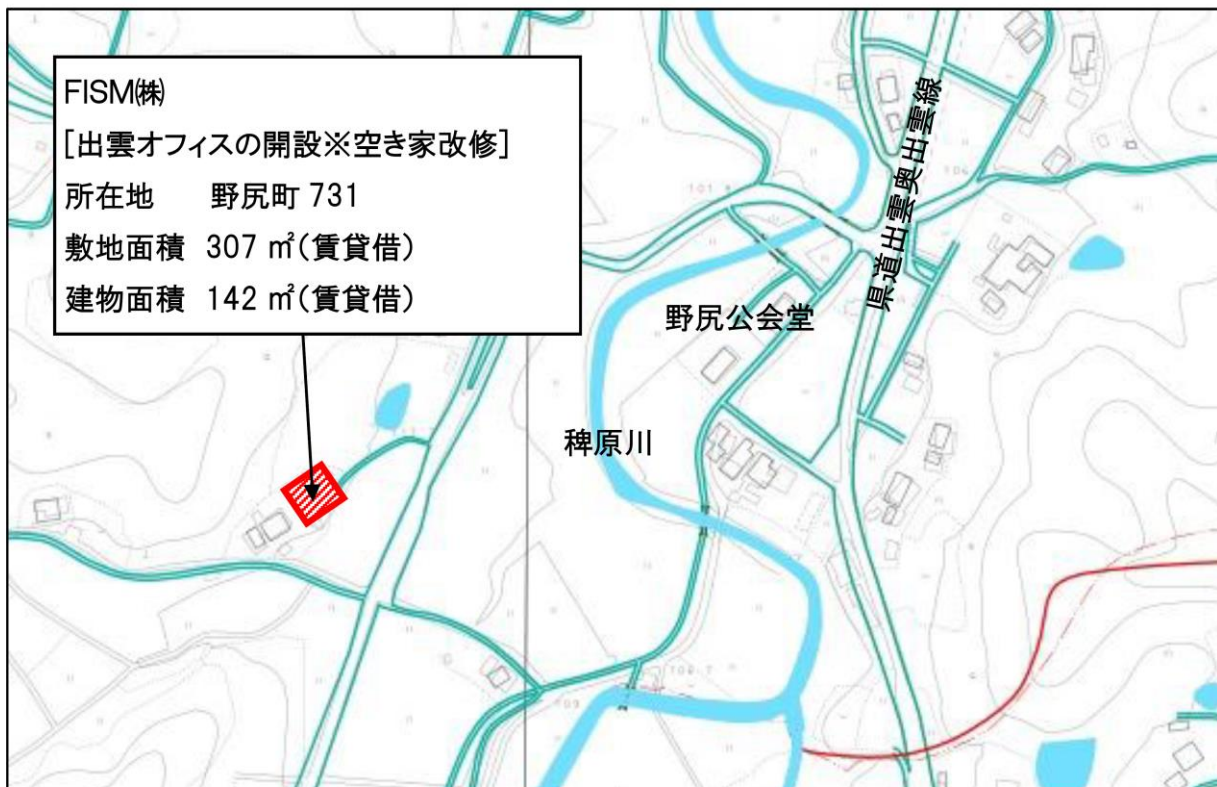 FISM㈱
[出雲オフィスの開設※空き家改修]
所在地 野尻町 731
敷地面積 307 ㎡(賃貸借)
建物面積 142 ㎡(賃貸借)
県道出雲奥出雲線
野尻公会堂
稗原川